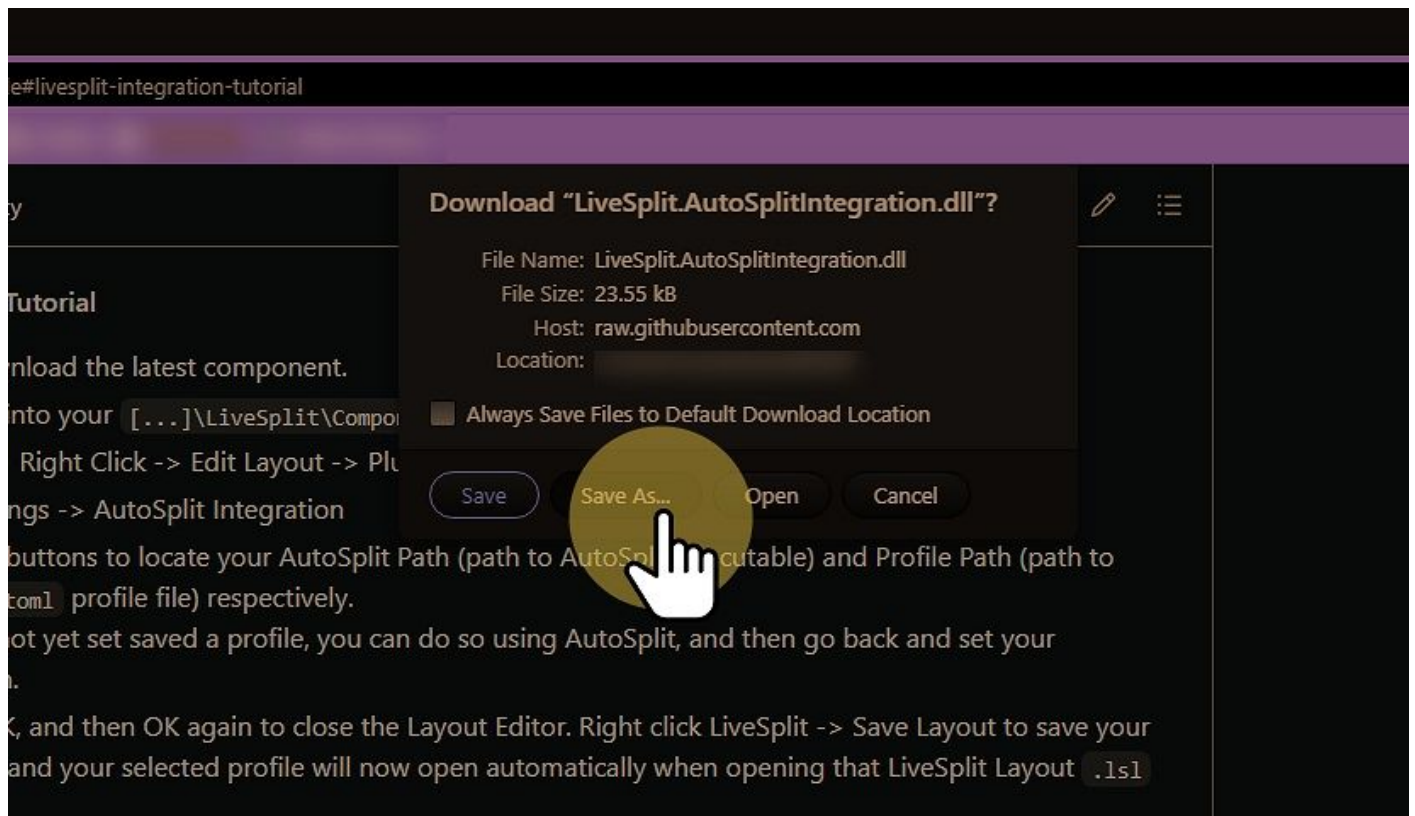 e#livesplit-integration-tutorial
ty
Download “LiveSplit.AutoSplitIntegration.dll”?
File Name: LiveSplit.AutoSplitIntegration.dll
File Size: 23.55 kB
Host: raw.githubusercontent.com
Location:
Always Save Files to Default Download Location
Save Save As... Open Cancel
Tutorial
nload the latest component.
into your [...]\LiveSplit\Compo
Right Click -> Edit Layout -> Plu
ngs -> AutoSplit Integration
buttons to locate your AutoSplit Path (path to AutoSpl cutable) and Profile Path (path to
toml profile file) respectively.
ot yet set saved a profile, you can do so using AutoSplit, and then go back and set your
K, and then OK again to close the Layout Editor. Right click LiveSplit -> Save Layout to save your
and your selected profile will now open automatically when opening that LiveSplit Layout .lsl